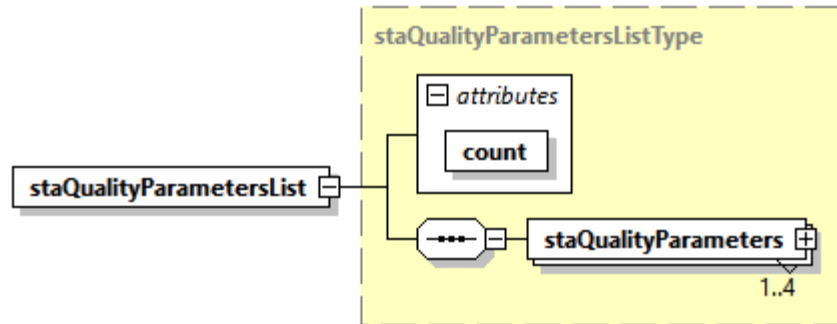 staQualityParametersListType
attributes
count
staQualityParametersList
staQualityParameters
1..4